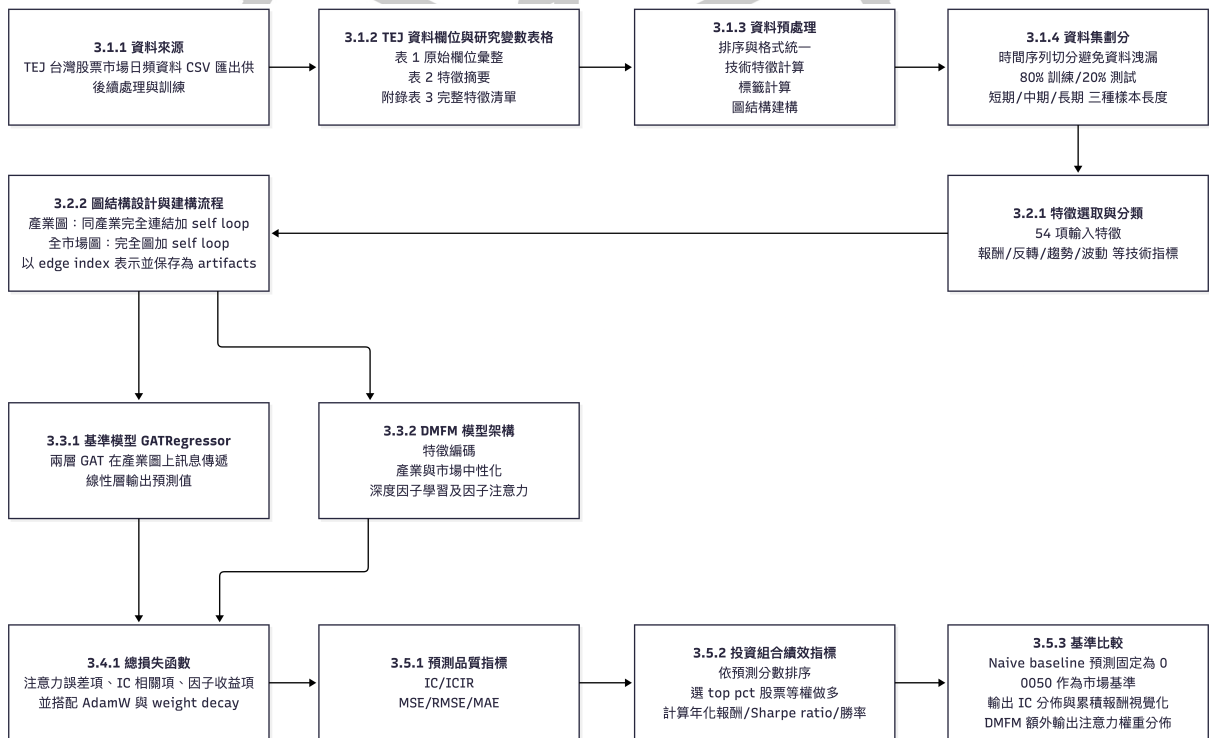 3.1.1 資料來源
TEJ 台灣股票市場日頻資料 CSV 匯出供
後續處理與訓練
3.1.2 TEJ 資料欄位與研究變數表格
表 1 原始欄位彙整
表 2 特徵摘要
附錄表 3 完整特徵清單
3.1.3 資料預處理
排序與格式統一
技術特徵計算
標籤計算
圖結構建構
3.1.4 資料集劃分
時間序列切分避免資料洩漏
80% 訓練/20% 測試
短期/中期/長期 三種樣本長度
3.2.1 特徵選取與分類
54 項輸入特徵
報酬/反轉/趨勢/波動 等技術指標
3.2.2 圖結構設計與建構流程
產業圖：同產業完全連結加 self loop
全市場圖：完全圖加 self loop
以 edge index 表示並保存為 artifacts
3.3.1 基準模型 GATRegressor
兩層 GAT 在產業圖上訊息傳遞
線性層輸出預測值
3.3.2 DMFM 模型架構
特徵編碼
產業與市場中性化
深度因子學習及因子注意力
3.4.1 總損失函數
注意力誤差項、IC 相關項、因子收益項
並搭配 AdamW 與 weight decay
3.5.1 預測品質指標
IC/ICIR
MSE/RMSE/MAE
3.5.2 投資組合績效指標
依預測分數排序
選 top pct 股票等權做多
計算年化報酬/Sharpe ratio/勝率
3.5.3 基準比較
Naive baseline 預測固定為 0
0050 作為市場基準
輸出 IC 分佈與累積報酬視覺化
DMFM 額外輸出注意力權重分佈